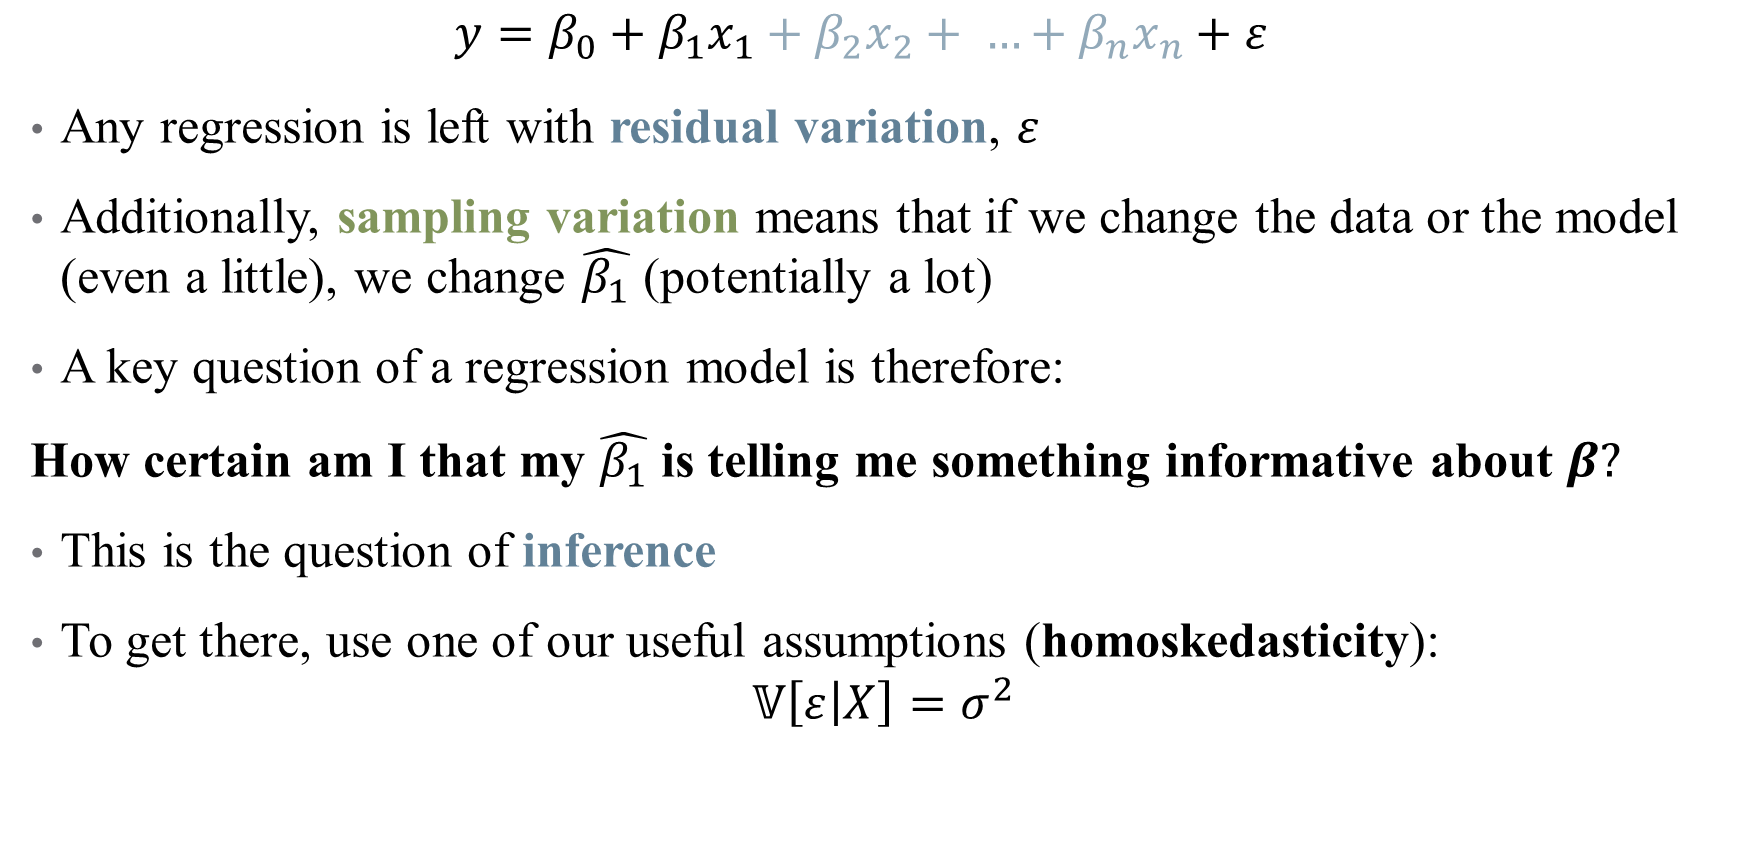 y = β₀ + β₁x₁ + β₂x₂ + … + βₙxₙ + ε
• Any regression is left with residual variation, ε
• Additionally, sampling variation means that if we change the data or the model
(even a little), we change β̂₁ (potentially a lot)
• A key question of a regression model is therefore:
How certain am I that my β̂₁ is telling me something informative about β?
• This is the question of inference
• To get there, use one of our useful assumptions (homoskedasticity):
𝕍[ε|X] = σ²